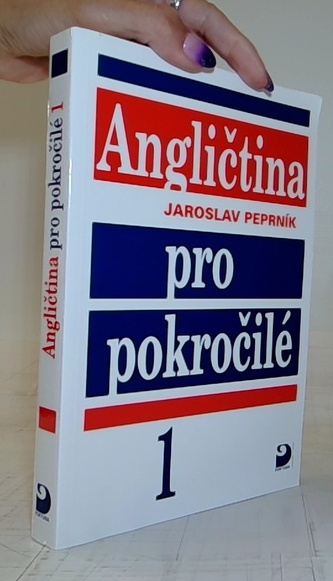 Angličtina
JAROSLAV PEPRNÍK
pro
pokročilé
1
Angličtina pro pokročilé 1